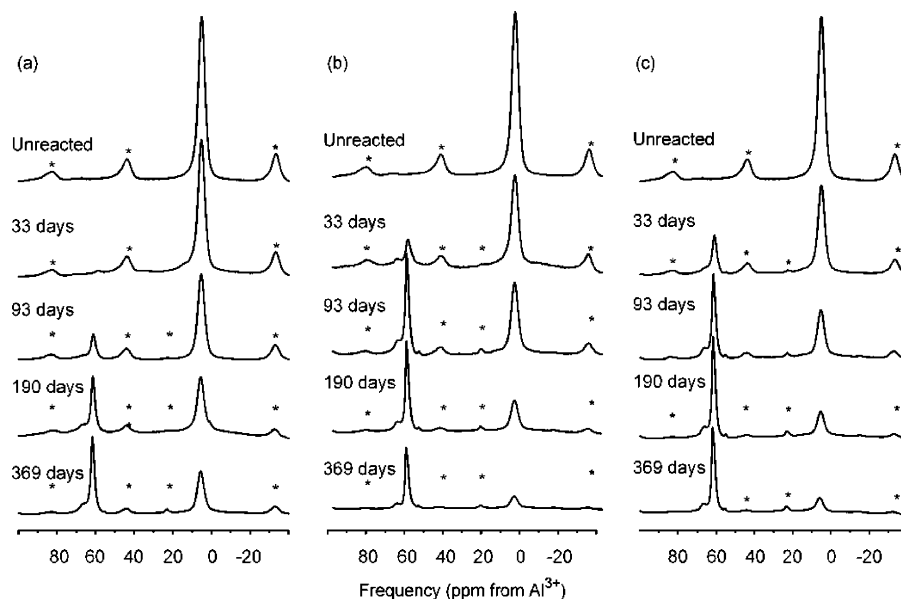 (a)
Unreacted
* * *
33 days
* * *
93 days
* * * *
190 days
* * * *
369 days
* * * *
80 60 40 20 0 -20
(b)
Unreacted
* * *
33 days
* * * *
93 days
* * * *
190 days
* * * *
369 days
* * * *
80 60 40 20 0 -20
(c)
Unreacted
* * *
33 days
* * * *
93 days
190 days
* * * *
369 days
* * *
80 60 40 20 0 -20
Frequency (ppm from Al³⁺)